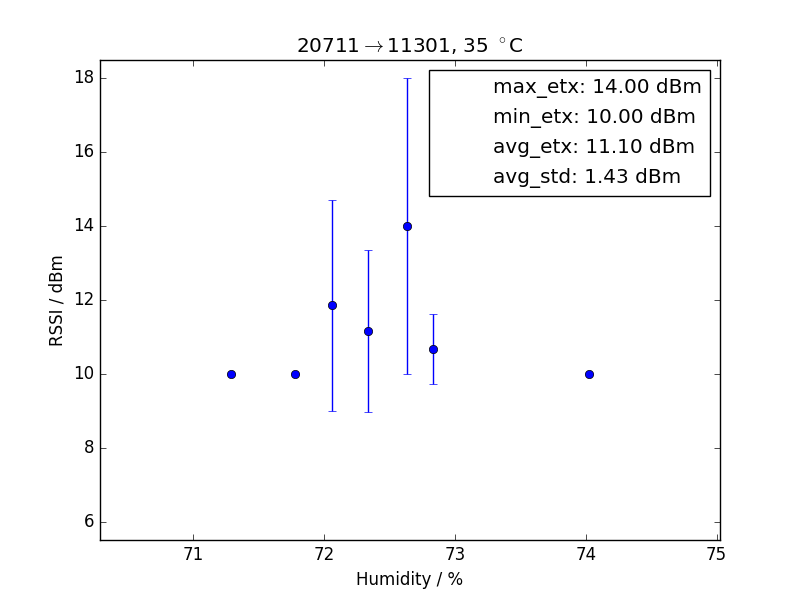 20711→11301, 35 °C
max_etx: 14.00 dBm
min_etx: 10.00 dBm
avg_etx: 11.10 dBm
avg_std: 1.43 dBm
RSSI / dBm
18
16
14
12
10
8
6
71 72 73 74 75
Humidity / %